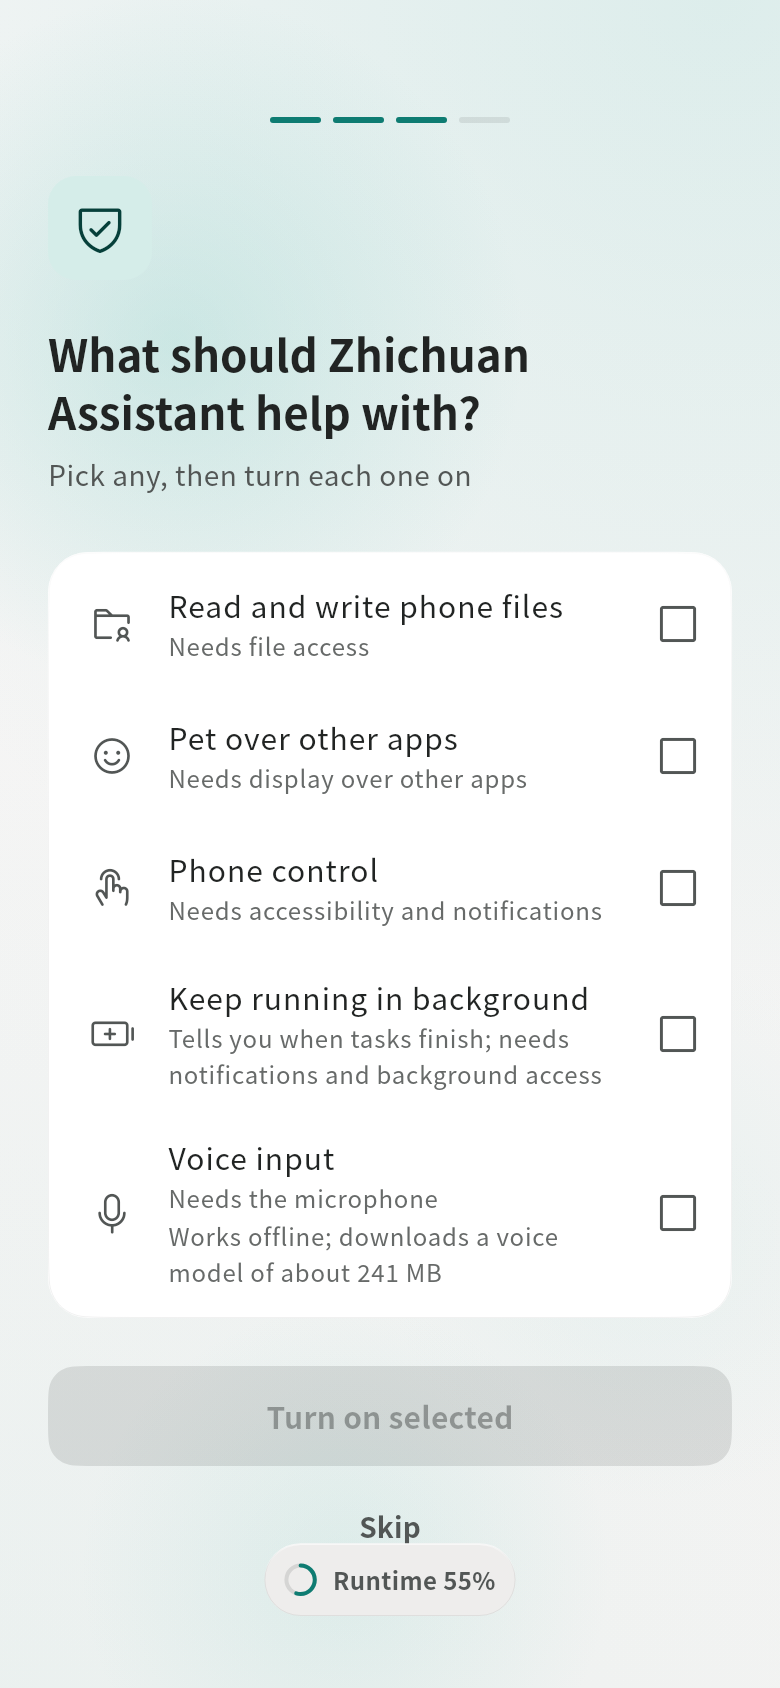 What should Zhichuan
Assistant help with?
Pick any, then turn each one on
Read and write phone files
Needs file access
Pet over other apps
Needs display over other apps
Phone control
Needs accessibility and notifications
Keep running in background
Tells you when tasks finish; needs
notifications and background access
Voice input
Needs the microphone
Works offline; downloads a voice
model of about 241 MB
Turn on selected
Skip
Runtime 55%